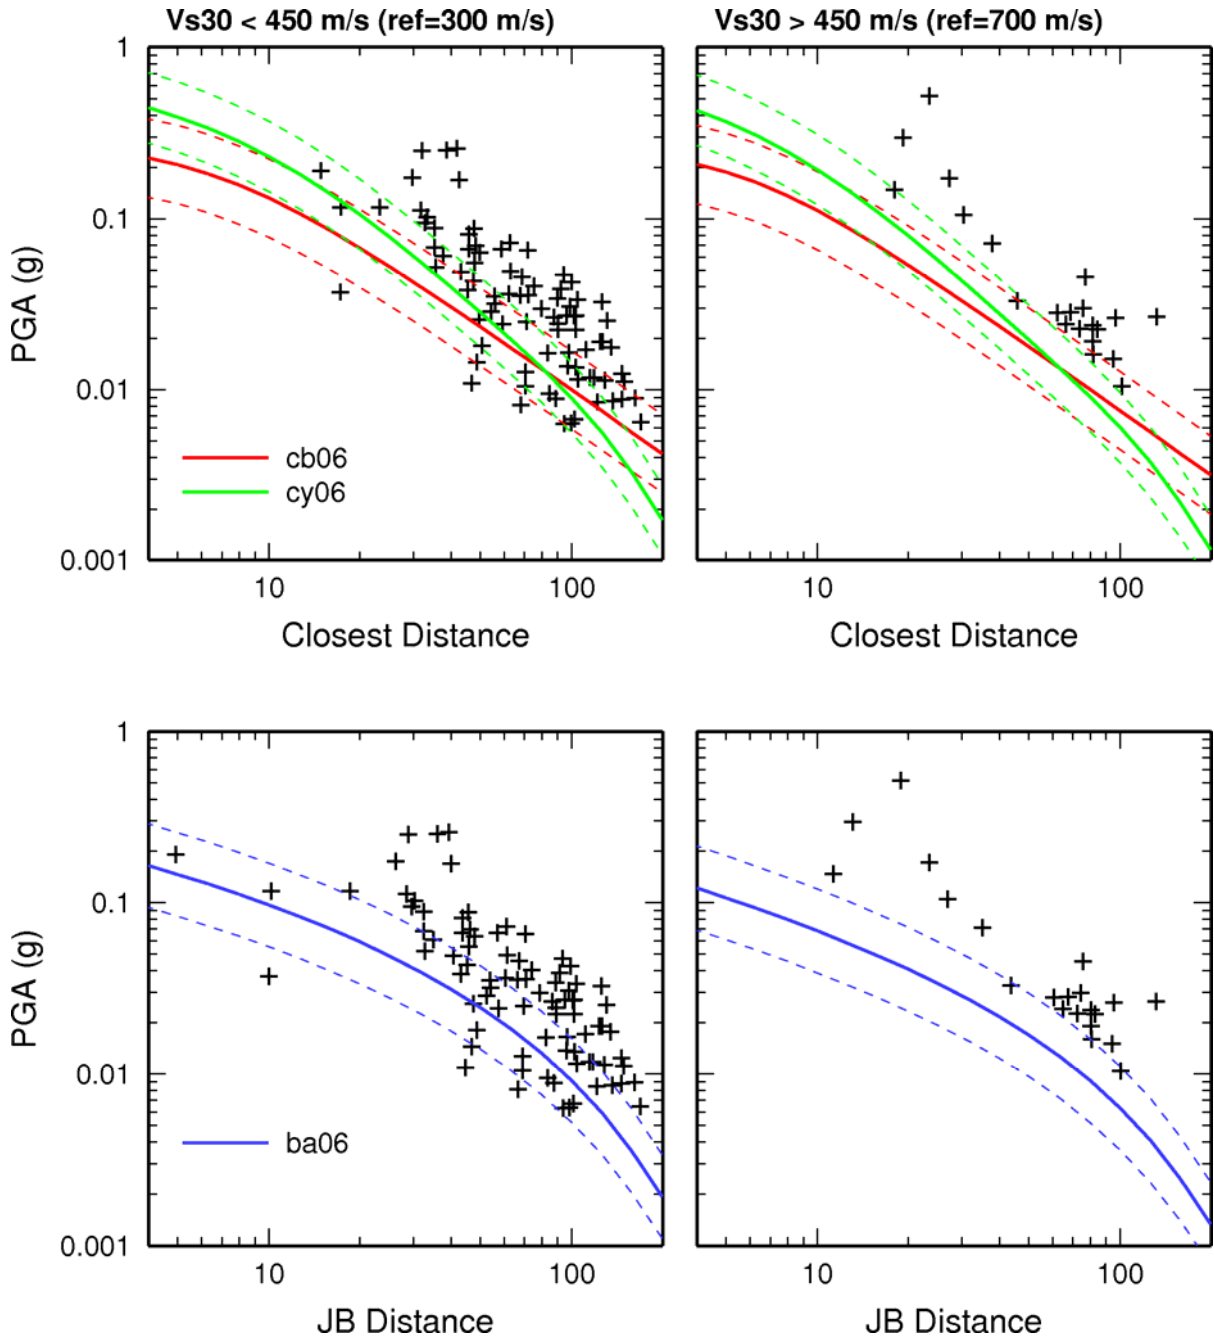 Vs30 < 450 m/s (ref=300 m/s)
Vs30 > 450 m/s (ref=700 m/s)
1
0.1
0.01
0.001
PGA (g)
cb06
cy06
10
100
10
100
Closest Distance
Closest Distance
1
0.1
0.01
0.001
PGA (g)
ba06
10
100
10
100
JB Distance
JB Distance